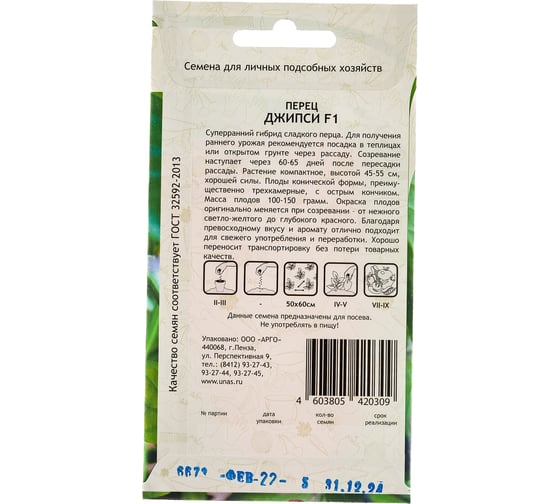 Семена для личных подсобных хозяйств
ПЕРЕЦ
ДЖИПСИ F1
Суперранний гибрид сладкого перца. Для получения
раннего урожая рекомендуется посадка в теплицах
или открытом грунте через рассаду. Созревание
наступает через 60-65 дней после пересадки
рассады. Растение компактное, высотой 45-55 см,
хорошей силы. Плоды конической формы, преиму-
щественно трехкамерные, с острым кончиком.
Масса плодов 100-150 грамм. Окраска плодов
оригинально меняется при созревании - от нежного
светло-желтого до глубокого красного. Благодаря
превосходному вкусу и аромату отлично подходит
для свежего употребления и переработки. Хорошо
переносит транспортировку без потери товарных
качеств.
II-III - 50х60см IV-V VII-IX
Данные семена предназначены для посева.
Не употреблять в пищу!
Упаковано: ООО «АРГО»
440068, г.Пенза,
ул. Перспективная 9,
тел.: (8412) 93-27-43,
93-27-44, 93-27-45,
www.unas.ru
4 603805 420309
№ партии дата упаковки кол-во семян срок реализации
6673 -ФЕВ-22- 5 31.12.24
Качество семян соответствует ГОСТ 32592-2013